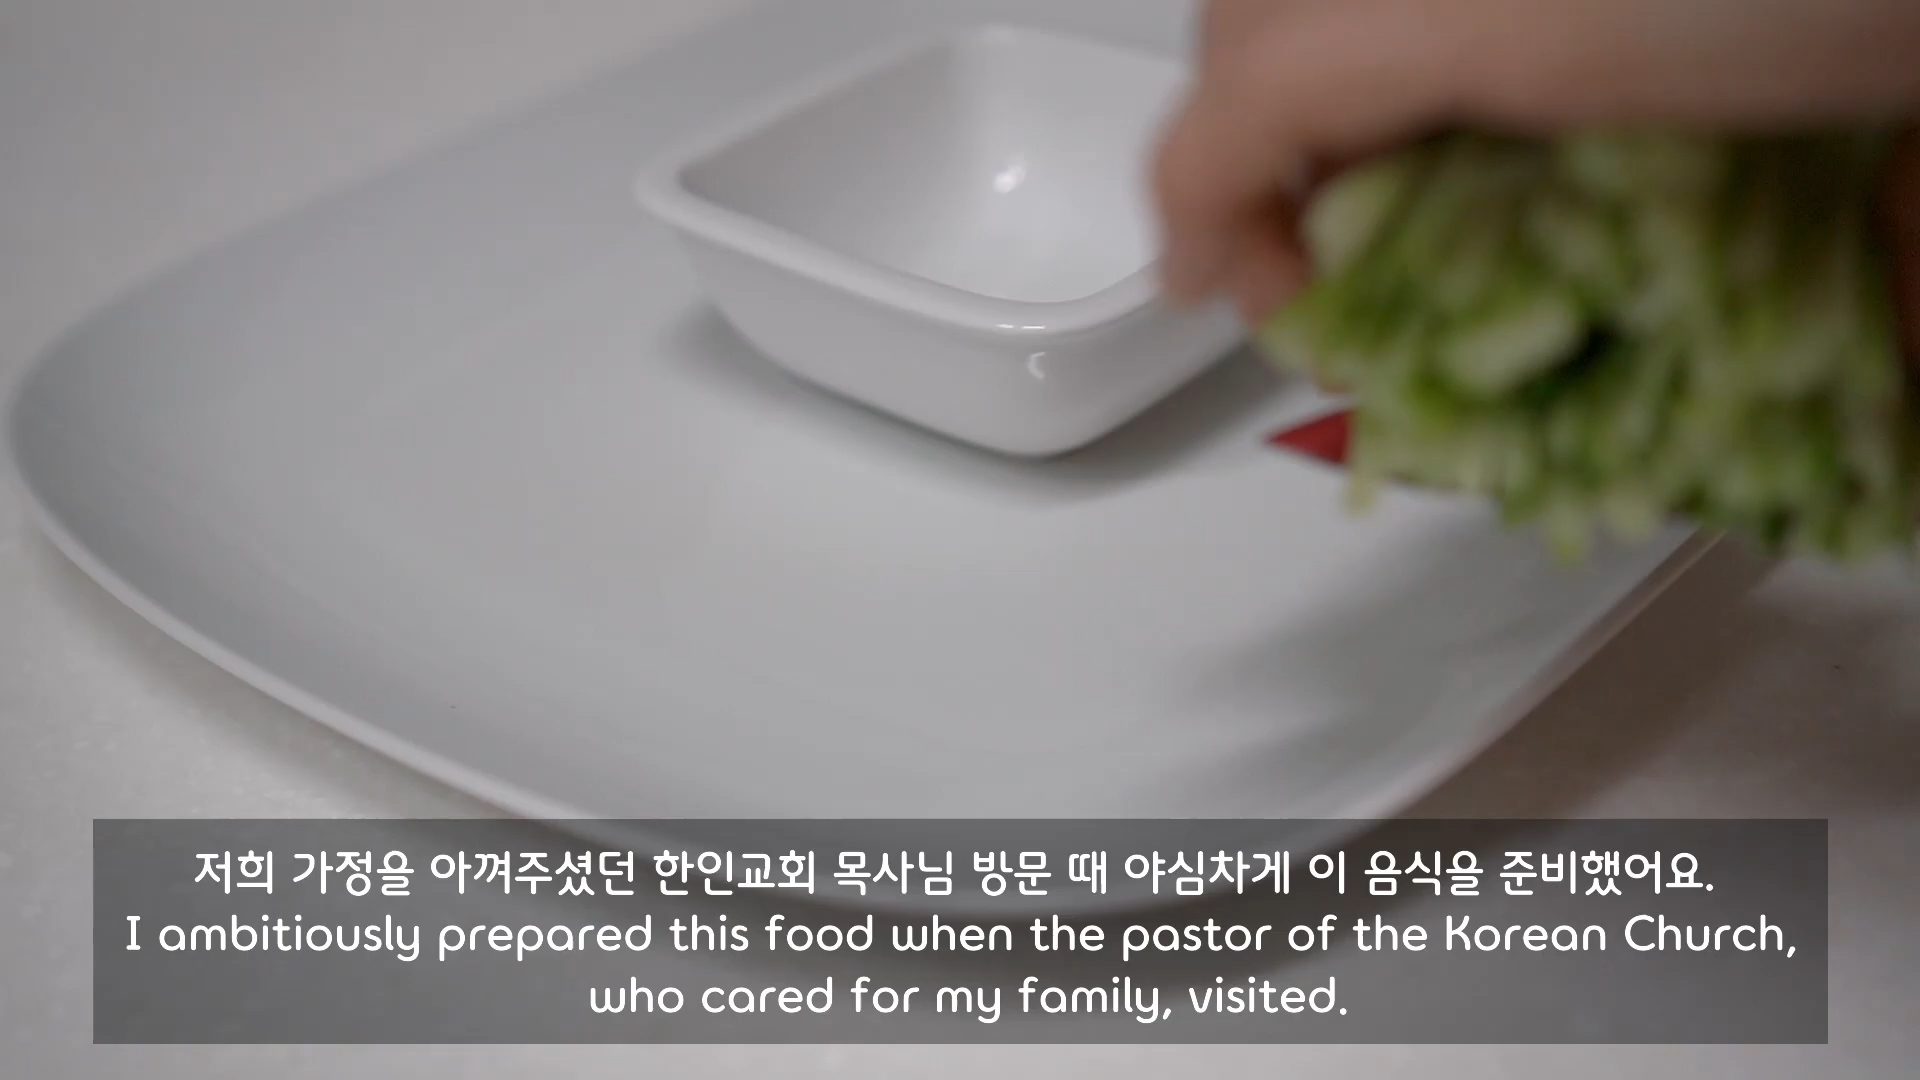 저희 가정을 아껴주셨던 한인교회 목사님 방문 때 야심차게 이 음식을 준비했어요.
I ambitiously prepared this food when the pastor of the Korean Church,
who cared for my family, visited.